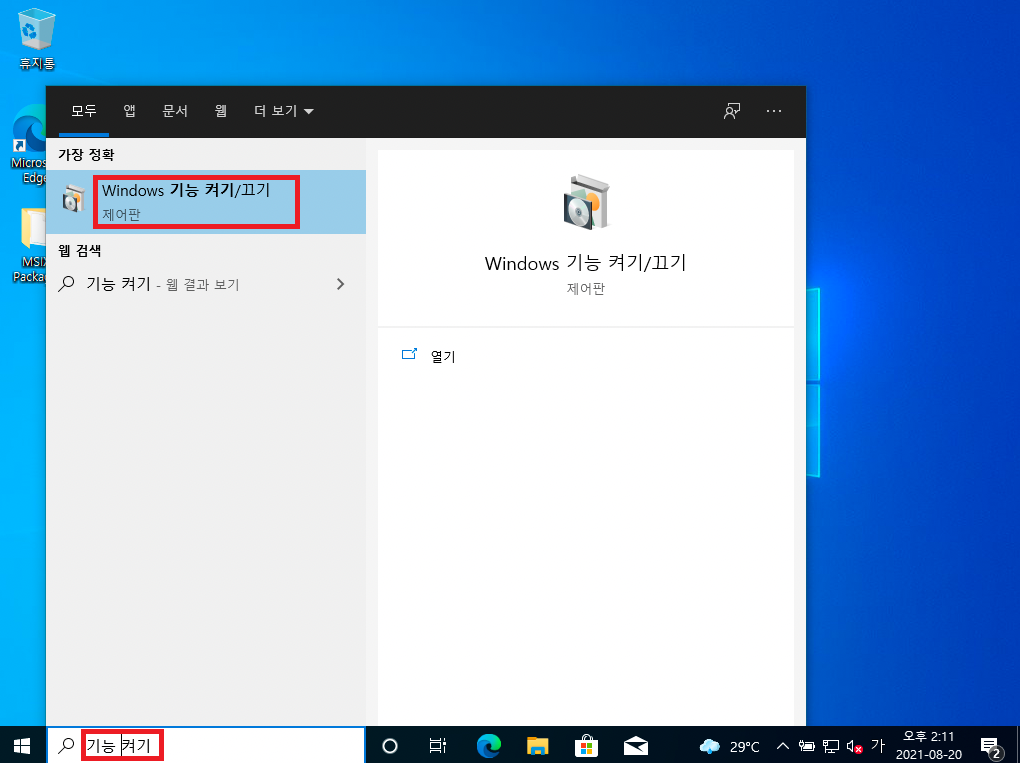 휴지통
모두 앱 문서 웹 더 보기
Micros
Edge
MSIX
Packa
가장 정확
Windows 기능 켜기/끄기
제어판
웹 검색
기능 켜기 - 웹 결과 보기
Windows 기능 켜기/끄기
제어판
열기
기능 켜기
29°C
가
오후 2:11
2021-08-20
2